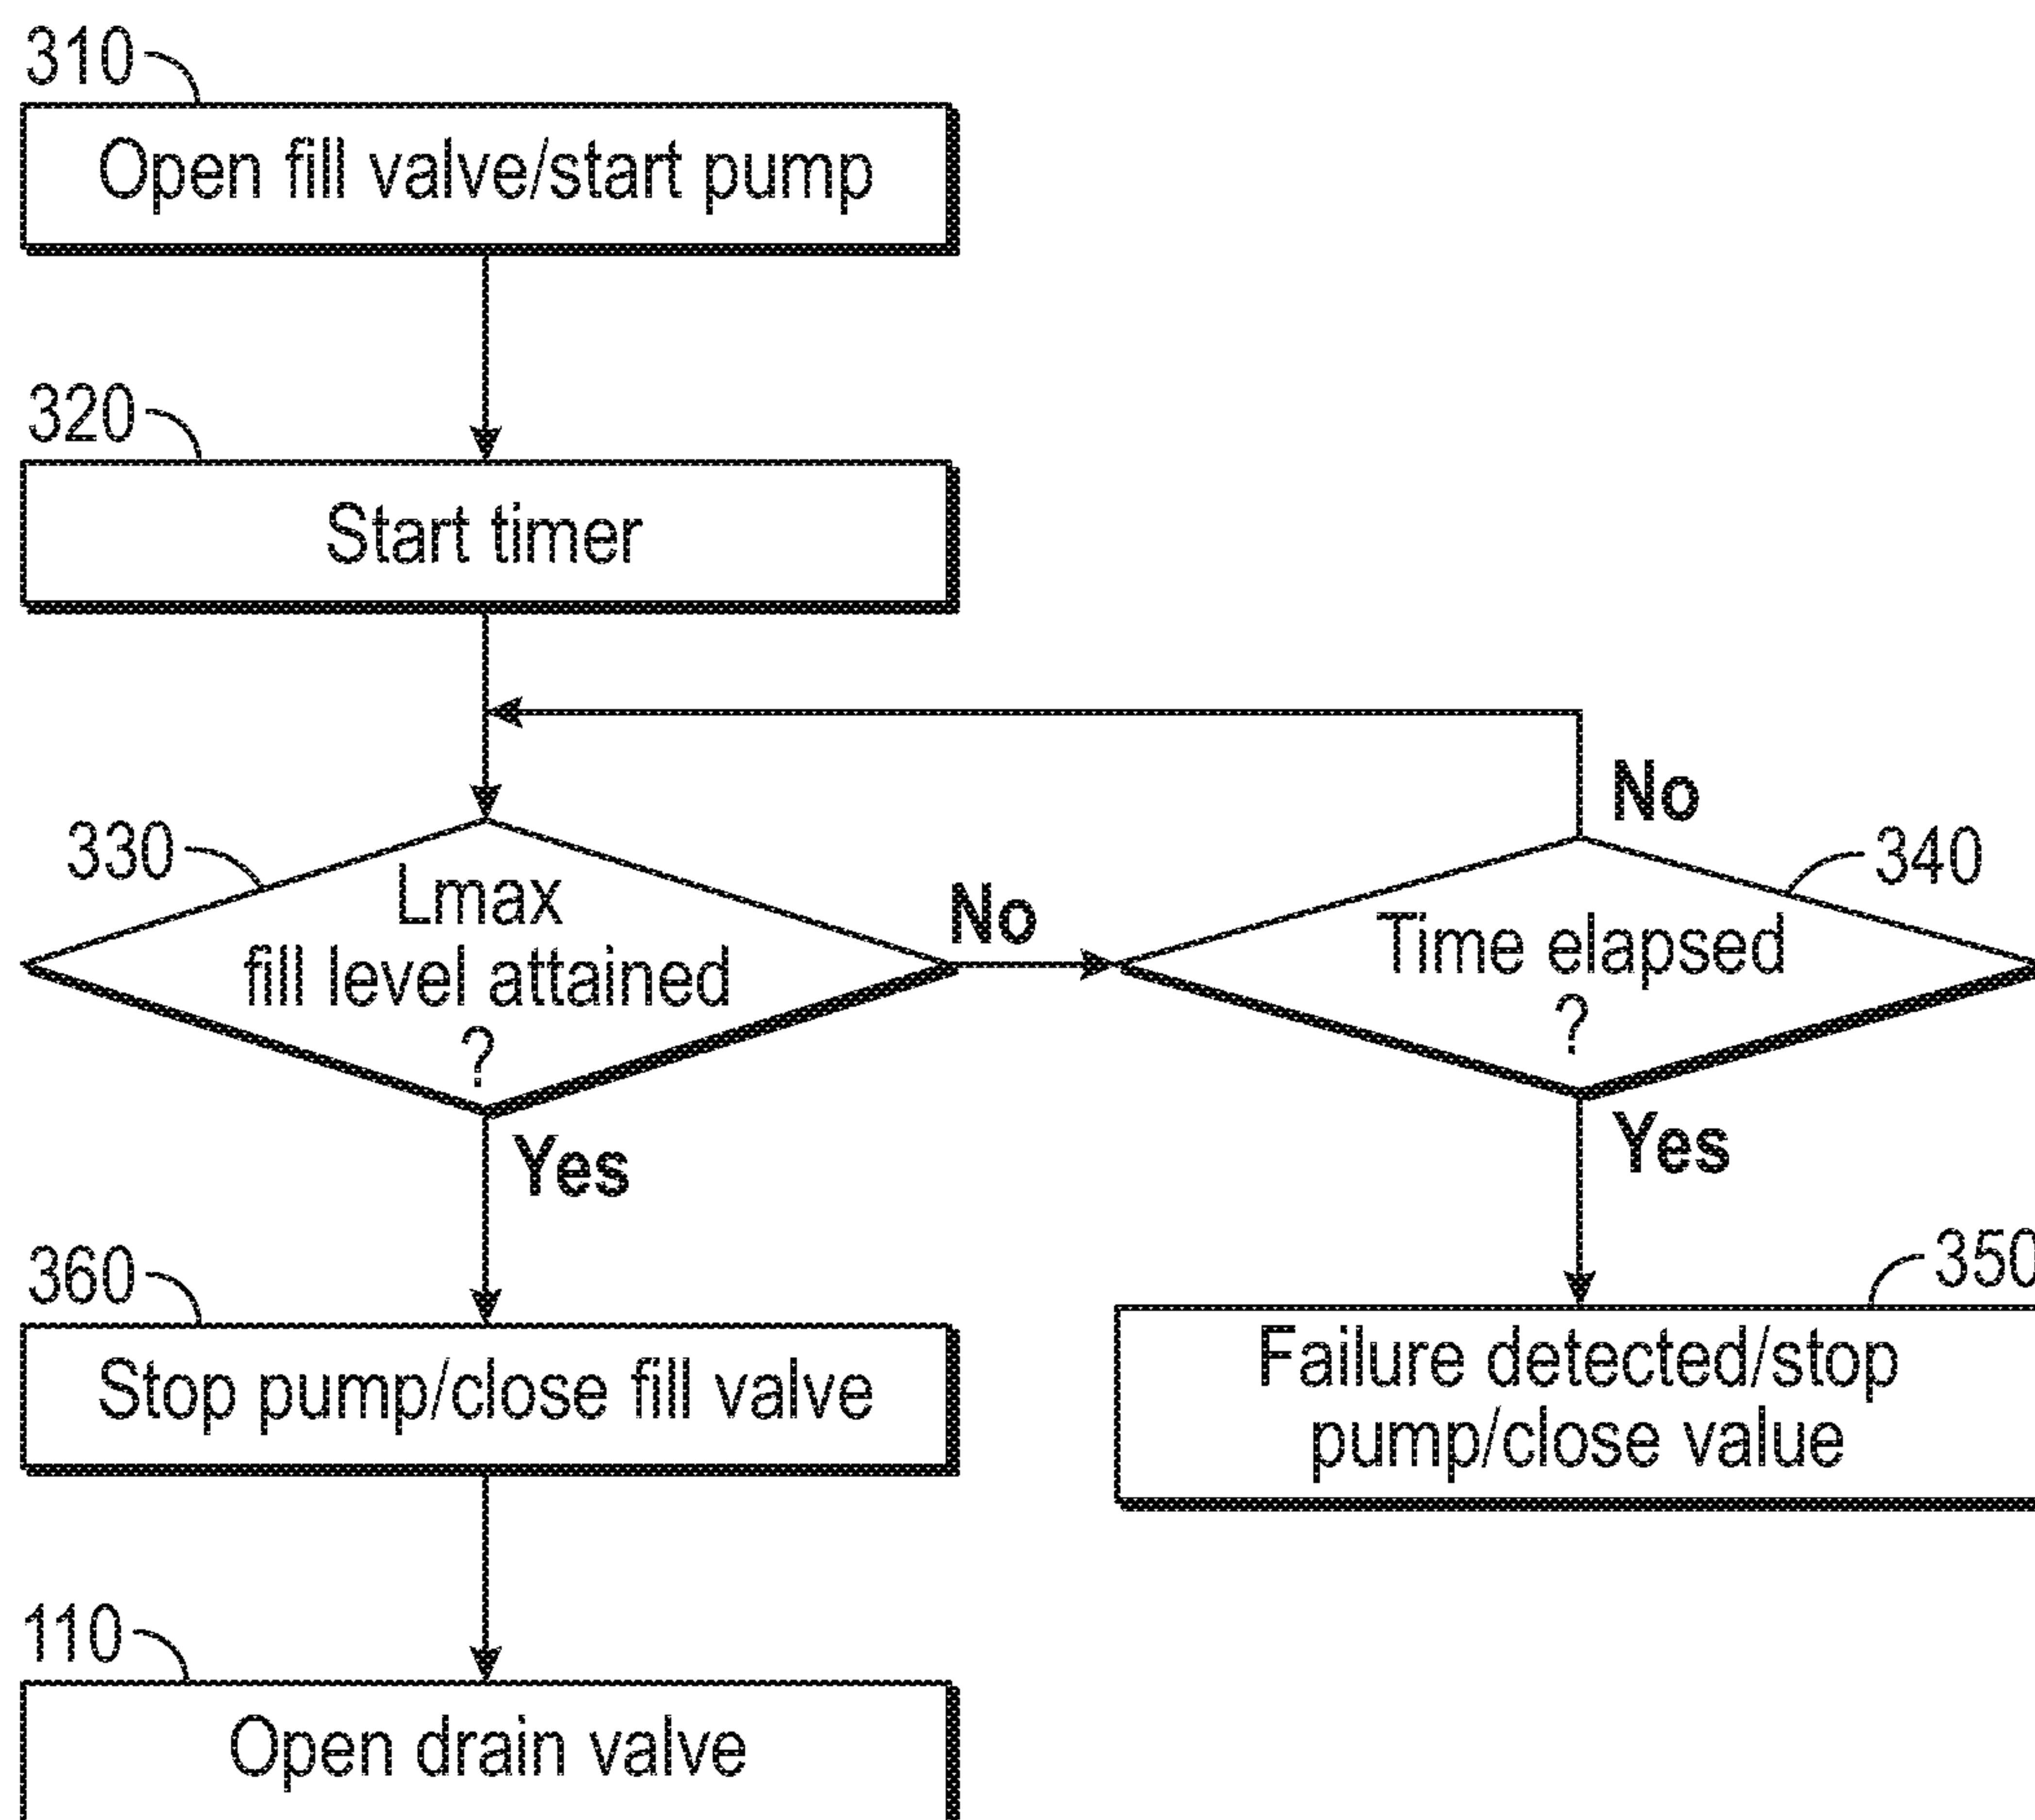 310
Open fill valve/start pump
320
Start timer
330
Lmax
fill level attained
?
No
No
340
Time elapsed
?
Yes
Yes
360
Stop pump/close fill valve
350
Failure detected/stop
pump/close value
110
Open drain valve